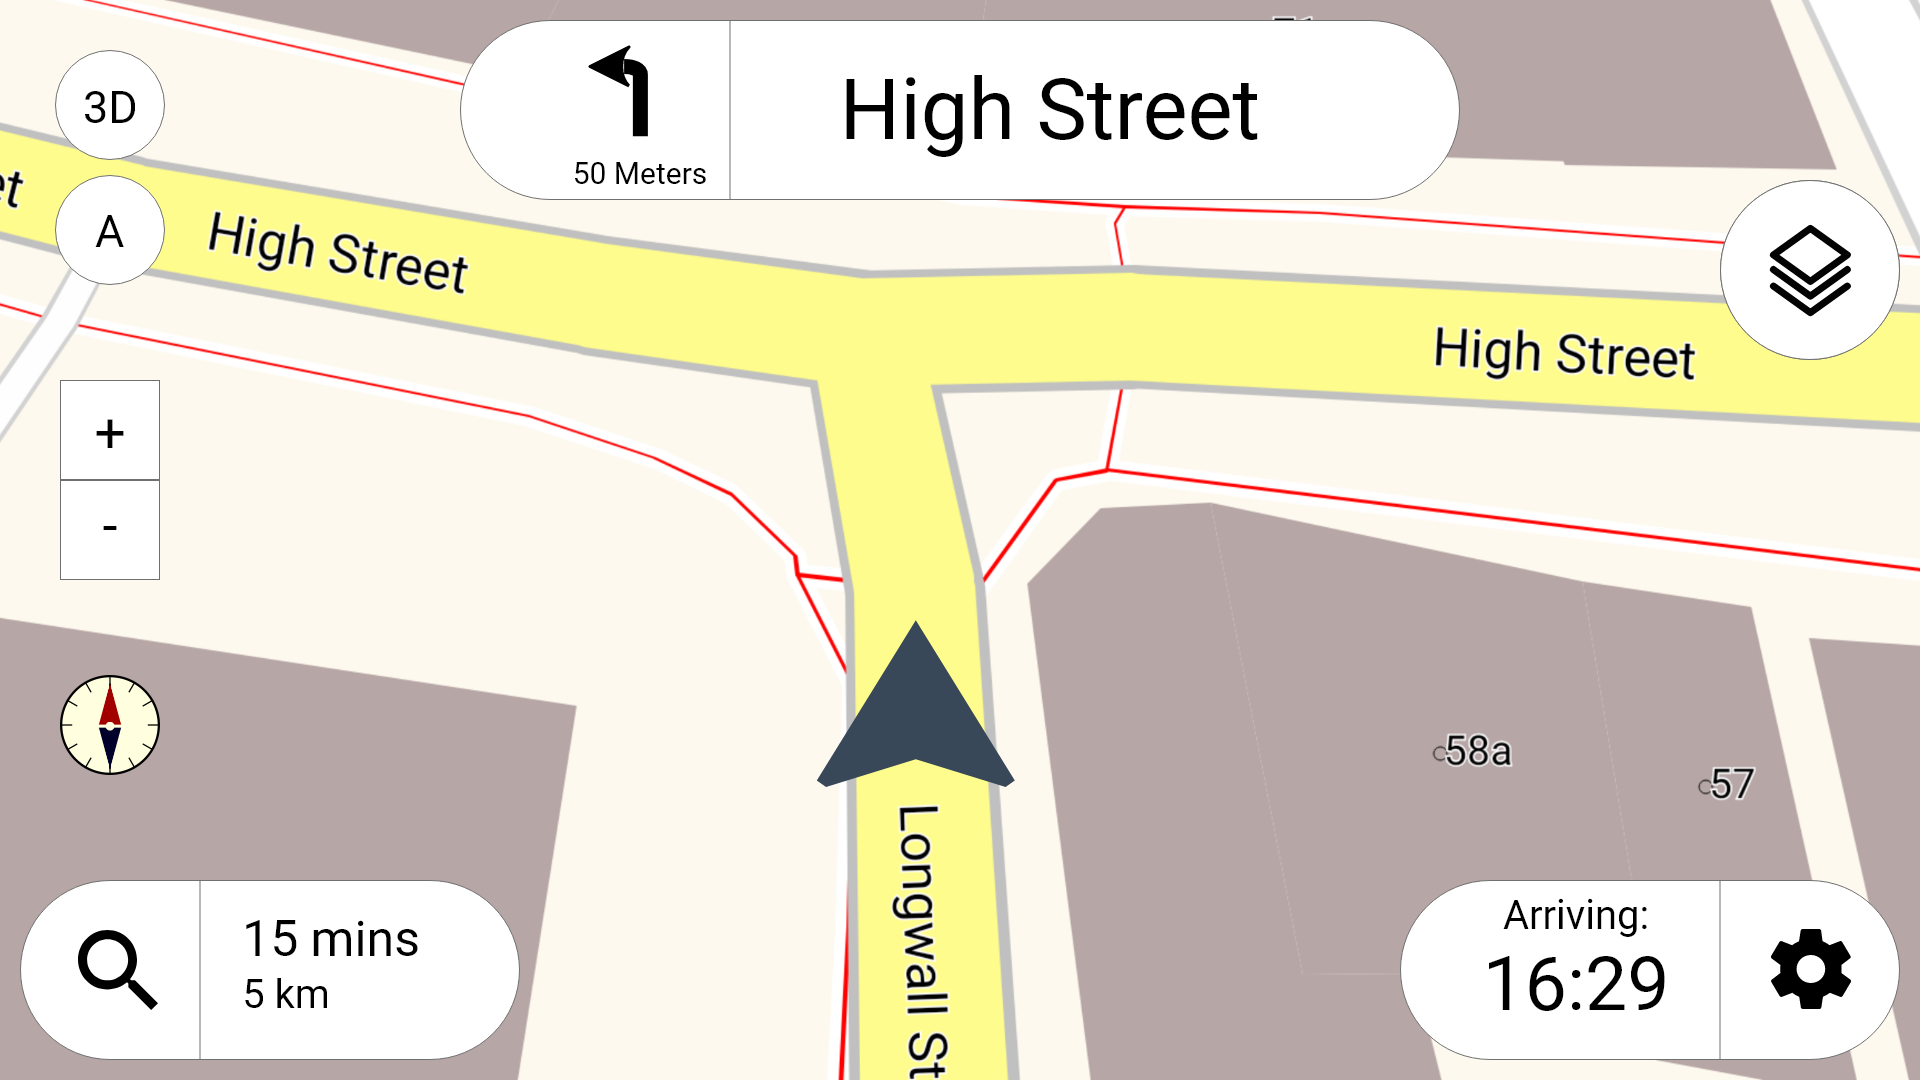 3D
50 Meters
High Street
A
High Street
High Street
+
-
58a
57
Longwall St
15 mins
5 km
Arriving:
16:29